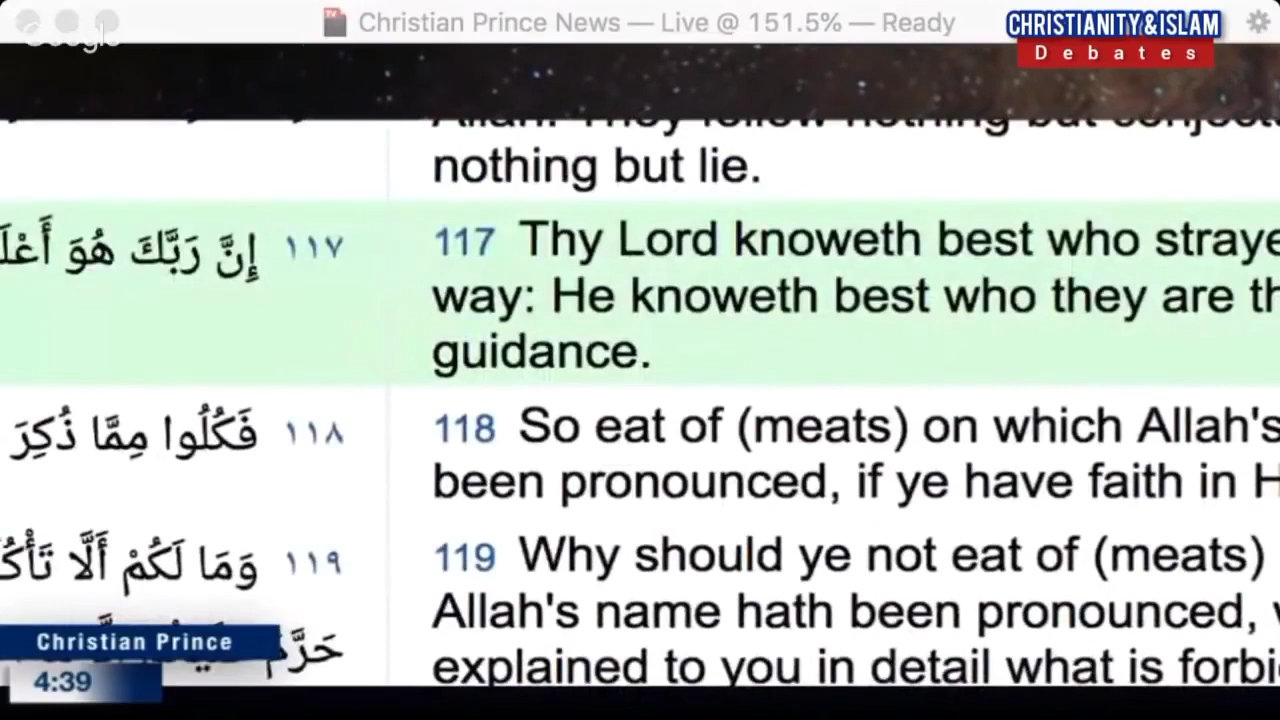 Christian Prince News — Live @ 151.5% — Ready
CHRISTIANITY & ISLAM
Debates
Google
nothing but lie.
إِنَّ رَبَّكَ هُوَ ١١٧
117 Thy Lord knoweth best who
way: He knoweth best who they are
guidance.
فَكُلُوا مِمَّا ذُكِرَ ١١٨
118 So eat of (meats) on which Allah's
been pronounced, if ye have faith in
وَمَا لَكُمْ أَلَّا ١١٩
119 Why should ye not eat of (meats)
Allah's name hath been pronounced,
explained to you in detail what is
Christian Prince
4:39